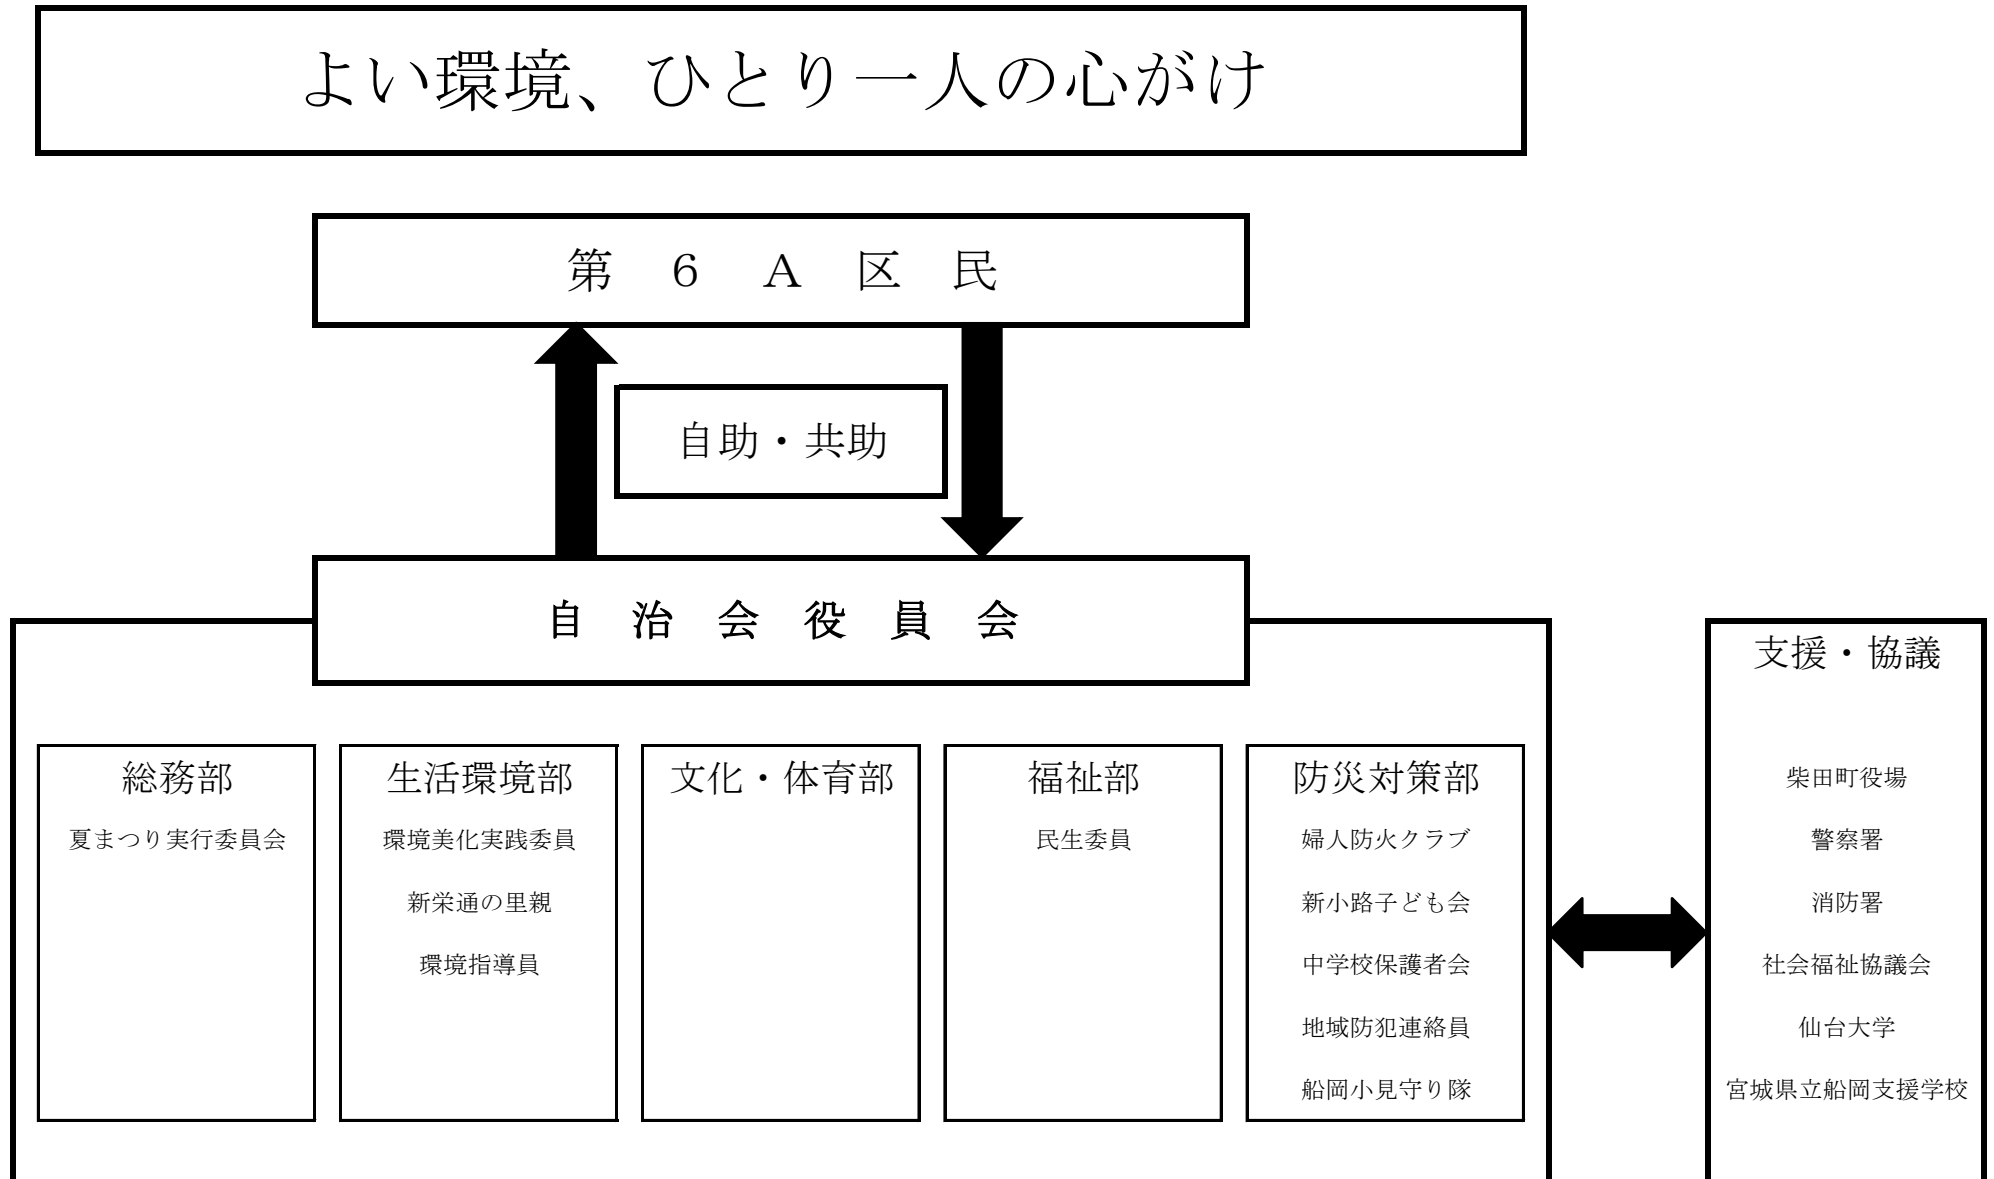 よい環境、ひとり一人の心がけ
第　６　Ａ　区　民
自助・共助
自　治　会　役　員　会
総務部
夏まつり実行委員会
生活環境部
環境美化実践委員
新栄通の里親
環境指導員
文化・体育部
福祉部
民生委員
防災対策部
婦人防火クラブ
新小路子ども会
中学校保護者会
地域防犯連絡員
船岡小見守り隊
支援・協議
柴田町役場
警察署
消防署
社会福祉協議会
仙台大学
宮城県立船岡支援学校